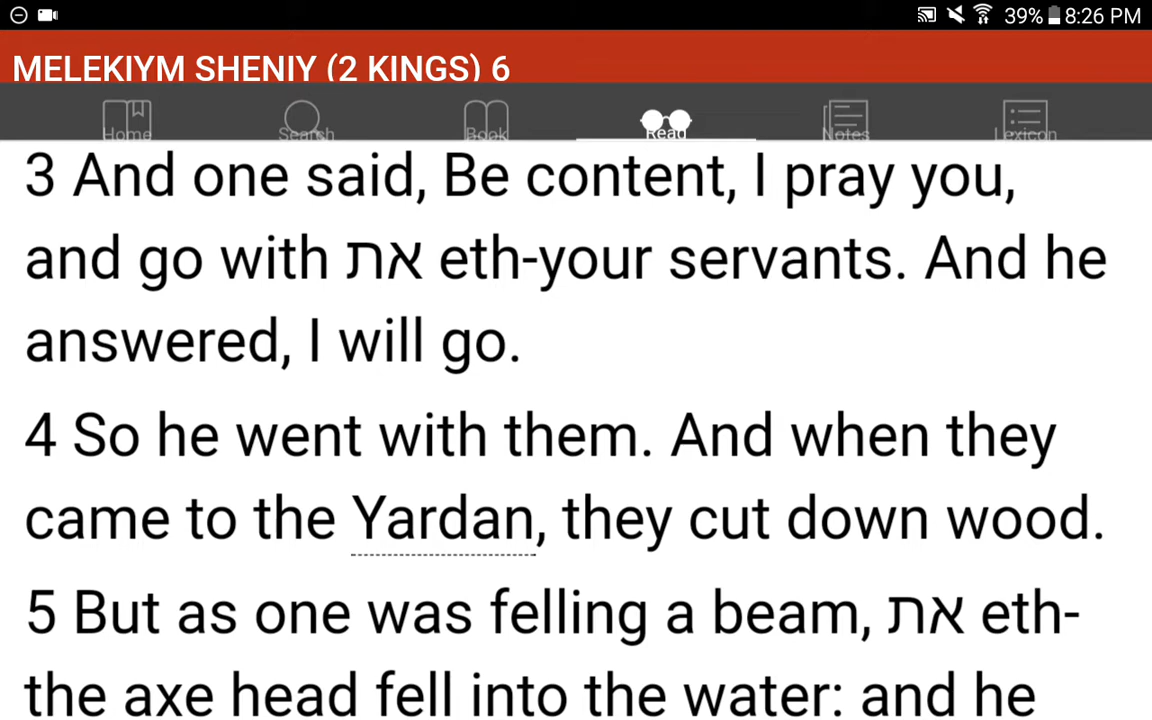 39% 8:26 PM
MELEKIYM SHENIY (2 KINGS) 6
Home Search Book Read Notes Lexicon
3 And one said, Be content, I pray you,
and go with את eth-your servants. And he
answered, I will go.
4 So he went with them. And when they
came to the Yardan, they cut down wood.
5 But as one was felling a beam, את eth-
the axe head fell into the water: and he